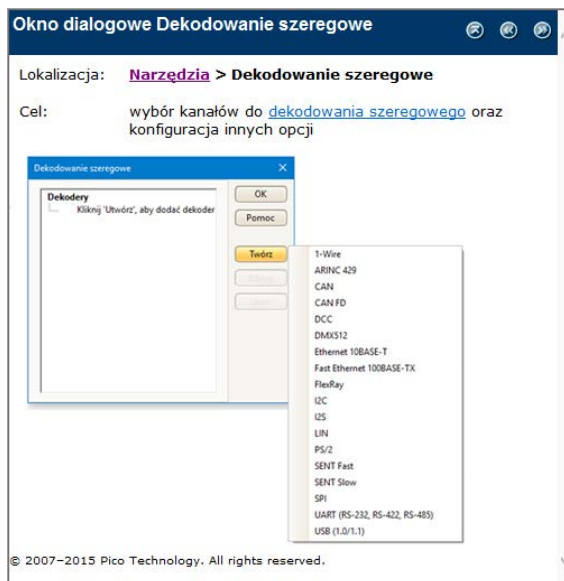 Okno dialogowe Dekodowanie szeregowe
Lokalizacja: Narzędzia > Dekodowanie szeregowe
Cel: wybór kanałów do dekodowania szeregowego oraz
konfiguracja innych opcji
Dekodowanie szeregowe
Dekodery
Kliknij 'Utwórz', aby dodać dekoder
OK
Pomoc
Twórz
1-Wire
ARINC 429
CAN
CAN FD
DCC
DMX512
Ethernet 10BASE-T
Fast Ethernet 100BASE-TX
FlexRay
I2C
I2S
LIN
PS/2
SENT Fast
SENT Slow
SPI
UART (RS-232, RS-422, RS-485)
USB (1.0/1.1)
© 2007–2015 Pico Technology. All rights reserved.